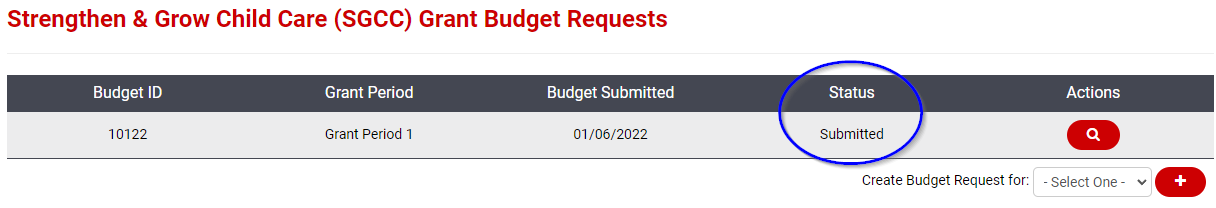 Strengthen & Grow Child Care (SGCC) Grant Budget Requests
Budget ID Grant Period Budget Submitted Status Actions
10122 Grant Period 1 01/06/2022 Submitted
Create Budget Request for: - Select One -